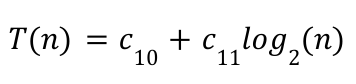 T(n) = c₁₀ + c₁₁log₂(n)